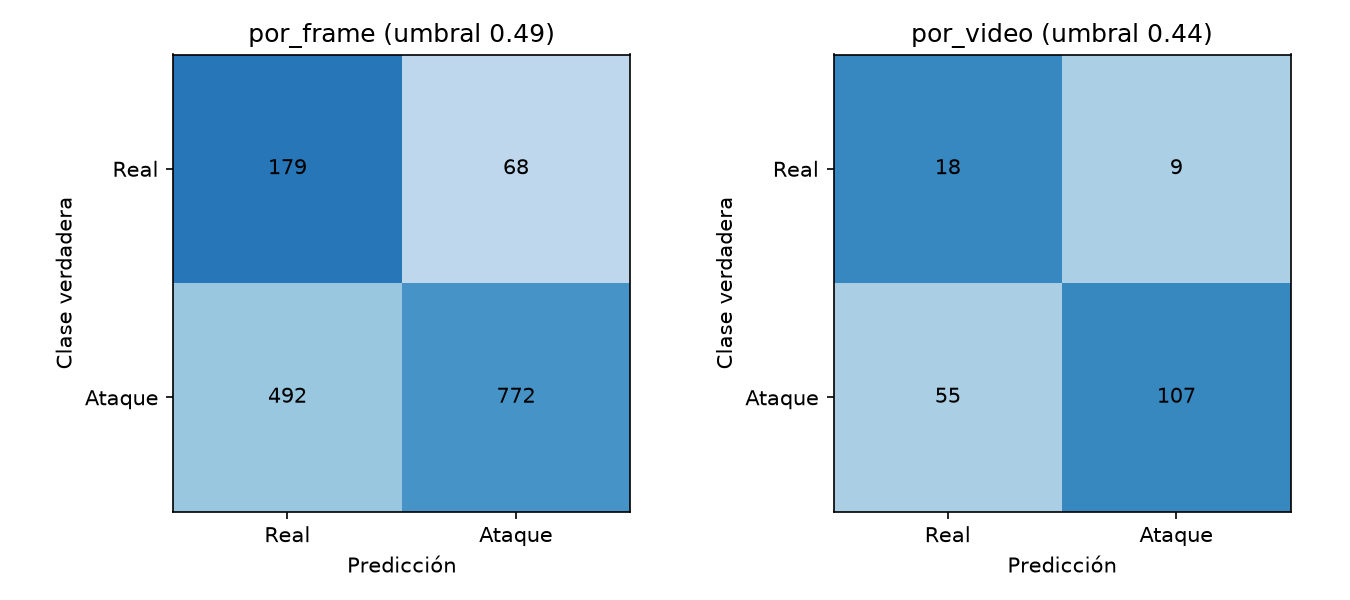 por_frame (umbral 0.49)
Clase verdadera
Real
179
68
Ataque
492
772
Real
Ataque
Predicción
por_video (umbral 0.44)
Clase verdadera
Real
18
9
Ataque
55
107
Real
Ataque
Predicción